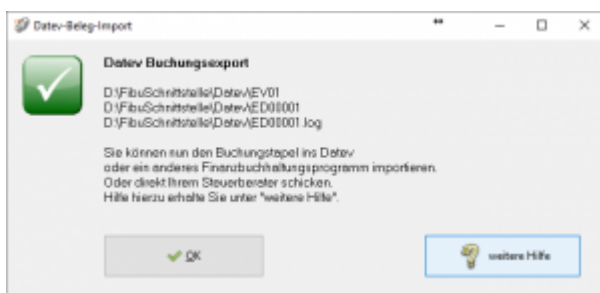 Datev-Beleg-Import
Datev Buchungsexport
D:\FibuSchnittstelle\Datev\EV01
D:\FibuSchnittstelle\Datev\ED00001
D:\FibuSchnittstelle\Datev\ED00001.log
Sie können nun den Buchungstapel ins Datev
oder ein anderes Finanzbuchhaltungsprogramm importieren.
Oder direkt Ihrem Steuerberater schicken.
Hilfe hierzu erhalte Sie unter "weitere Hilfe".
OK
weitere Hilfe